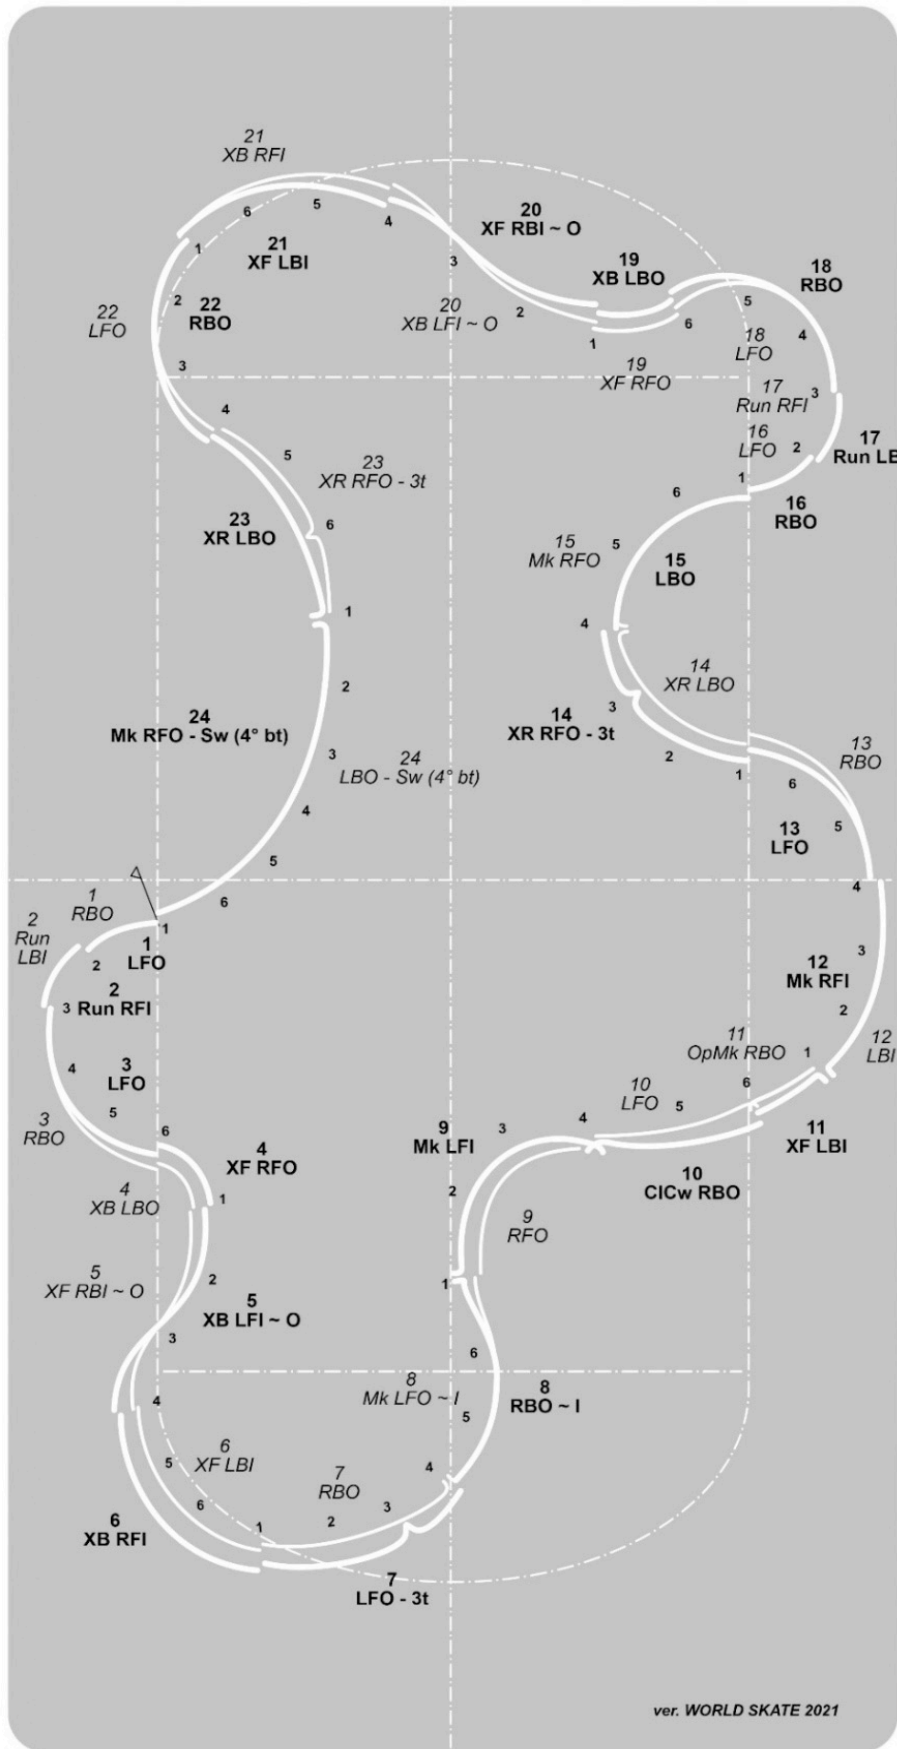 21
XB RFI
6
5
4
1
21
XF LBI
20
XF RBI ~ O
3
19
XB LBO
18
RBO
22
LFO
2
22
RBO
20
XB LFI ~ O
2
1
6
5
4
18
LFO
19
XF RFO
3
17
Run RFI
3
4
16
LFO
2
17
Run LB
5
23
XR RFO - 3t
1
6
16
RBO
23
XR LBO
6
15
Mk RFO
5
15
LBO
1
4
14
XR LBO
2
24
Mk RFO - Sw (4° bt)
3
14
XR RFO - 3t
3
24
LBO - Sw (4° bt)
2
1
13
RBO
6
4
5
13
LFO
5
4
6
1
RBO
2
Run
LBI
1
1
LFO
2
3
12
Mk RFI
2
Run RFI
3
2
11
OpMk RBO
12
LBI
1
3
LFO
4
6
10
LFO
5
5
3
RBO
6
4
XF RFO
9
Mk LFI
3
4
11
XF LBI
4
XB LBO
1
2
10
CICw RBO
9
RFO
5
XF RBI ~ O
2
5
XB LFI ~ O
1
3
6
8
Mk LFO ~ I
8
RBO ~ I
4
5
6
XF LBI
7
RBO
5
4
6
3
6
XB RFI
1
2
7
LFO - 3t
ver. WORLD SKATE 2021